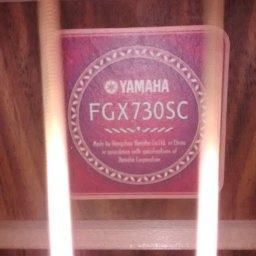 YAMAHA
FGX730SC
Made by Hangzhou Yamaha Co.Ltd. in China
in accordance with specifications of
Yamaha Corporation